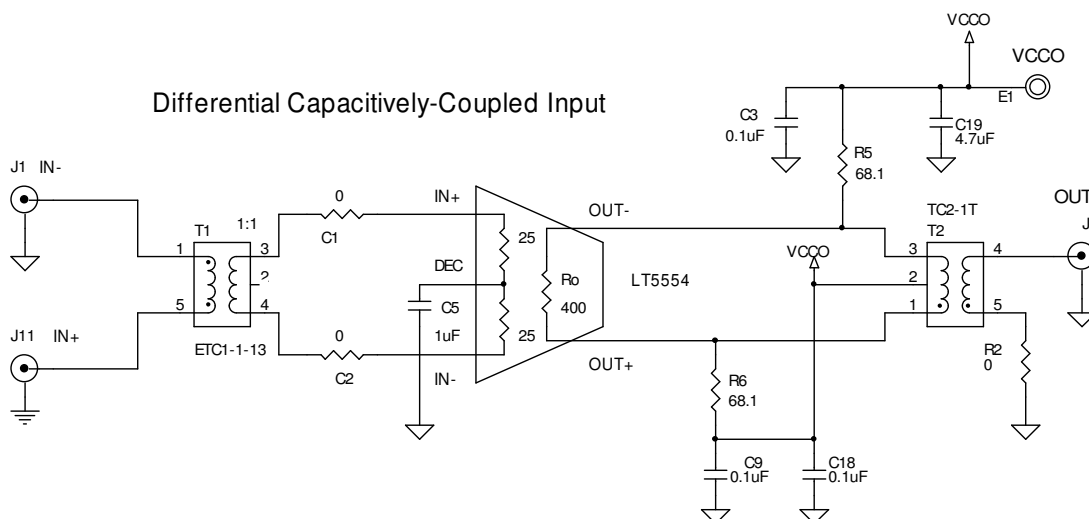 VCCO
VCCO
E1
Differential Capacitively-Coupled Input
C3
0.1uF
C19
4.7uF
R5
68.1
J1 IN-
0
C1
IN+
OUT-
TC2-1T
T2
OUT
J
T1
1:1
1
3
2
5
4
ETC1-1-13
25
DEC
C5
1uF
Ro
400
LT5554
VCCO
3
4
2
1
5
J11 IN+
0
C2
25
IN-
OUT+
R2
0
R6
68.1
C9
0.1uF
C18
0.1uF